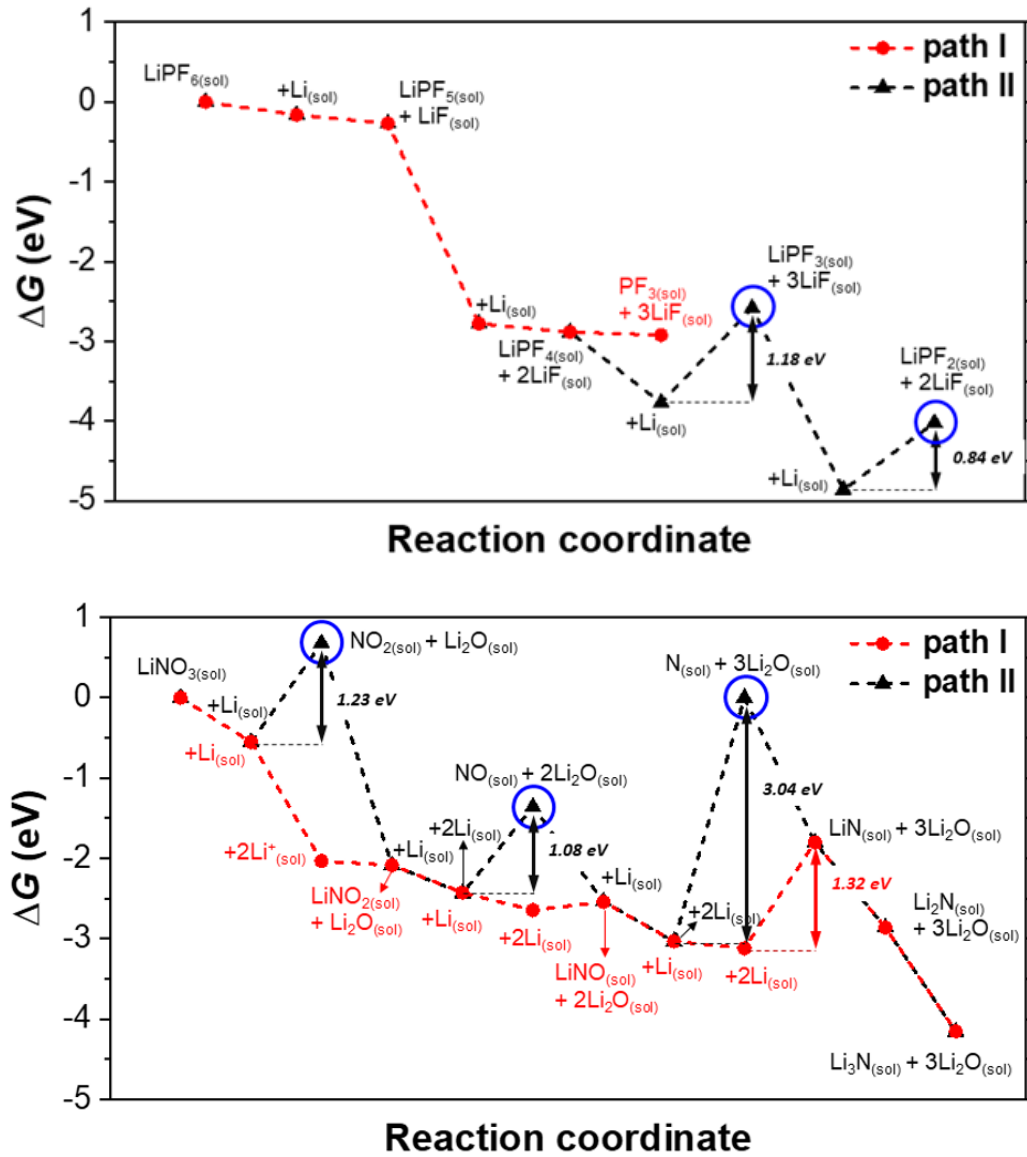 1
0
-1
-2
-3
-4
-5
ΔG (eV)
path I
path II
LiPF6(sol)
+Li(sol)
LiPF5(sol)
+ LiF(sol)
+Li(sol)
LiPF4(sol)
+ 2LiF(sol)
PF3(sol)
+ 3LiF(sol)
+Li(sol)
LiPF3(sol)
+ 3LiF(sol)
1.18 eV
+Li(sol)
LiPF2(sol)
+ 2LiF(sol)
0.84 eV
Reaction coordinate
1
0
-1
-2
-3
-4
-5
ΔG (eV)
path I
path II
LiNO3(sol)
+Li(sol)
+Li(sol)
NO2(sol) + Li2O(sol)
1.23 eV
+2Li+(sol)
LiNO2(sol)
+ Li2O(sol)
+Li(sol)
+2Li(sol)
+Li(sol)
NO(sol) + 2Li2O(sol)
1.08 eV
+2Li(sol)
+Li(sol)
LiNO(sol)
+ 2Li2O(sol)
+2Li(sol)
+Li(sol)
N(sol) + 3Li2O(sol)
3.04 eV
+2Li(sol)
LiN(sol) + 3Li2O(sol)
1.32 eV
Li2N(sol)
+ 3Li2O(sol)
Li3N(sol) + 3Li2O(sol)
Reaction coordinate